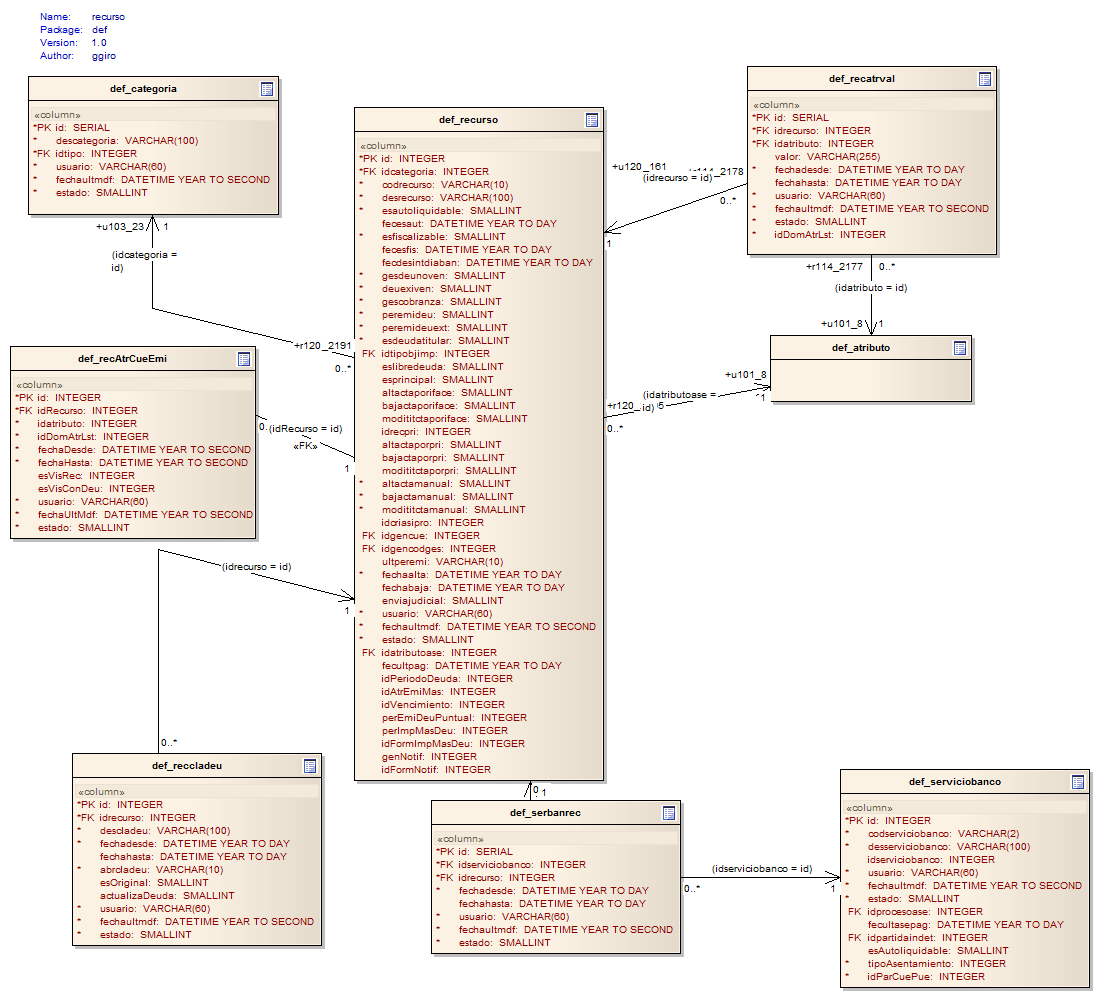 Name: recurso
Package: def
Version: 1.0
Author: ggiro
def_categoria
«column»
*PK id: SERIAL
* descategoria: VARCHAR(100)
*FK idtipo: INTEGER
* usuario: VARCHAR(60)
* fechaultmdf: DATETIME YEAR TO SECOND
* estado: SMALLINT
+u103_23
1
(idcategoria =
id)
+r120_2191
0..*
def_recurso
«column»
*PK id: INTEGER
*FK idcategoria: INTEGER
* codrecurso: VARCHAR(10)
* desrecurso: VARCHAR(100)
* esautoliquidable: SMALLINT
fecesaut: DATETIME YEAR TO DAY
* esfiscalizable: SMALLINT
fecesfis: DATETIME YEAR TO DAY
fecdesintdiaban: DATETIME YEAR TO DAY
* gesdeunoven: SMALLINT
* deuexiven: SMALLINT
* gescobranza: SMALLINT
* peremideu: SMALLINT
* peremideuext: SMALLINT
* esdeudatitular: SMALLINT
FK idtipobjimp: INTEGER
eslibredeuda: SMALLINT
esprincipal: SMALLINT
altactaporiface: SMALLINT
bajactaporiface: SMALLINT
modititctaporiface: SMALLINT
idrecpri: INTEGER
altactaporpri: SMALLINT
bajactaporpri: SMALLINT
modititctaporpri: SMALLINT
* altactamanual: SMALLINT
* bajactamanual: SMALLINT
* modititctamanual: SMALLINT
idcriasipro: INTEGER
FK idgencue: INTEGER
FK idgencodges: INTEGER
ultperemi: VARCHAR(10)
* fechaalta: DATETIME YEAR TO DAY
fechabaja: DATETIME YEAR TO DAY
enviajudicial: SMALLINT
* usuario: VARCHAR(60)
* fechaultmdf: DATETIME YEAR TO SECOND
* estado: SMALLINT
FK idatributoase: INTEGER
fecultpag: DATETIME YEAR TO DAY
idPeriodoDeuda: INTEGER
idAtrEmiMas: INTEGER
idVencimiento: INTEGER
perEmiDeuPuntual: INTEGER
perImpMasDeu: INTEGER
idFormImpMasDeu: INTEGER
genNotif: INTEGER
idFormNotif: INTEGER
def_recatrval
«column»
*PK id: SERIAL
*FK idrecurso: INTEGER
*FK idatributo: INTEGER
valor: VARCHAR(255)
* fechadesde: DATETIME YEAR TO DAY
fechahasta: DATETIME YEAR TO DAY
* usuario: VARCHAR(60)
* fechaultmdf: DATETIME YEAR TO SECOND
* estado: SMALLINT
* idDomAtrLst: INTEGER
+u120_161
+r114_2178
(idrecurso = id)
0..*
1
+r114_2177
0..*
(idatributo = id)
+u101_8
1
def_atributo
+u101_8
1
(idatributoase =
id)
0..*
def_recAtrCueEmi
«column»
*PK id: INTEGER
*FK idRecurso: INTEGER
* idatributo: INTEGER
* idDomAtrLst: INTEGER
* fechaDesde: DATETIME YEAR TO SECOND
* fechaHasta: DATETIME YEAR TO SECOND
esVisRec: INTEGER
esVisConDeu: INTEGER
* usuario: VARCHAR(60)
* fechaUltMdf: DATETIME YEAR TO SECOND
* estado: SMALLINT
0..
(idRecurso = id)
«FK»
1
(idrecurso = id)
1
0..*
def_reccladeu
«column»
*PK id: INTEGER
*FK idrecurso: INTEGER
descladeu: VARCHAR(100)
* fechadesde: DATETIME YEAR TO DAY
fechahasta: DATETIME YEAR TO DAY
* abrcladeu: VARCHAR(10)
esOriginal: SMALLINT
actualizaDeuda: SMALLINT
* usuario: VARCHAR(60)
* fechaultmdf: DATETIME YEAR TO SECOND
* estado: SMALLINT
0..
1
def_serbanrec
«column»
*PK id: SERIAL
*FK idserviciobanco: INTEGER
*FK idrecurso: INTEGER
* fechadesde: DATETIME YEAR TO DAY
fechahasta: DATETIME YEAR TO DAY
* usuario: VARCHAR(60)
* fechaultmdf: DATETIME YEAR TO SECOND
* estado: SMALLINT
(idserviciobanco = id)
0..*
1
def_serviciobanco
«column»
*PK id: INTEGER
* codserviciobanco: VARCHAR(2)
* desserviciobanco: VARCHAR(100)
idserviciobanco: INTEGER
* usuario: VARCHAR(60)
* fechaultmdf: DATETIME YEAR TO SECOND
* estado: SMALLINT
FK idprocesoase: INTEGER
fecultasepag: DATETIME YEAR TO DAY
FK idpartidaindet: INTEGER
esAutoliquidable: SMALLINT
* tipoAsentamiento: INTEGER
* idParCuePue: INTEGER